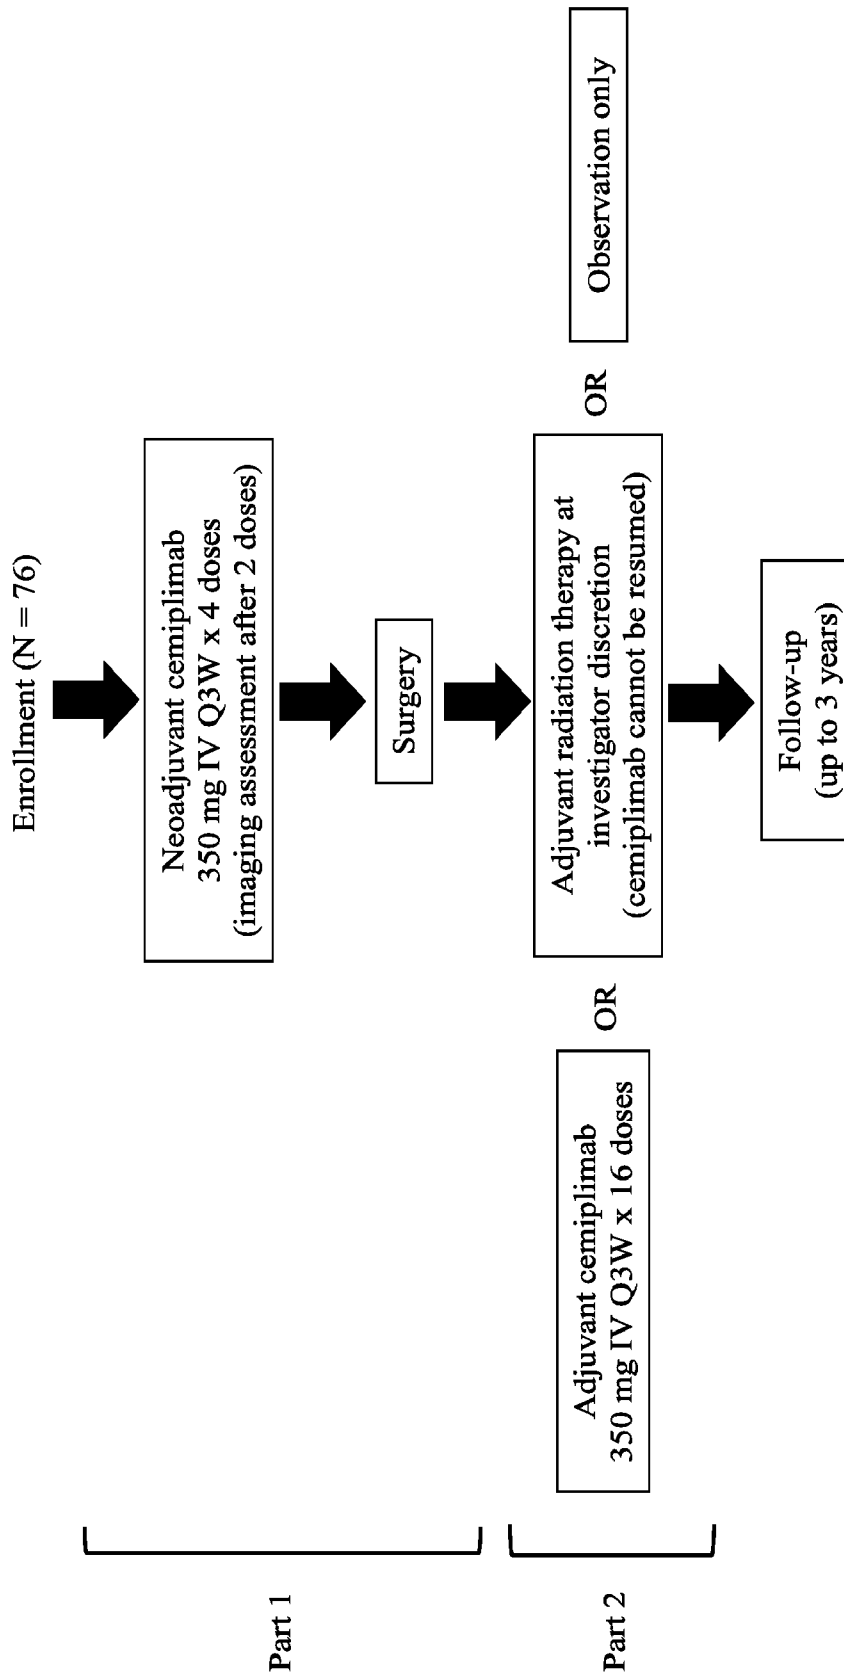 Enrollment (N = 76)
Part 1
Neoadjuvant cemiplimab
350 mg IV Q3W x 4 doses
(imaging assessment after 2 doses)
Surgery
Part 2
Adjuvant cemiplimab
350 mg IV Q3W x 16 doses
OR
Adjuvant radiation therapy at
investigator discretion
(cemiplimab cannot be resumed)
OR
Observation only
Follow-up
(up to 3 years)